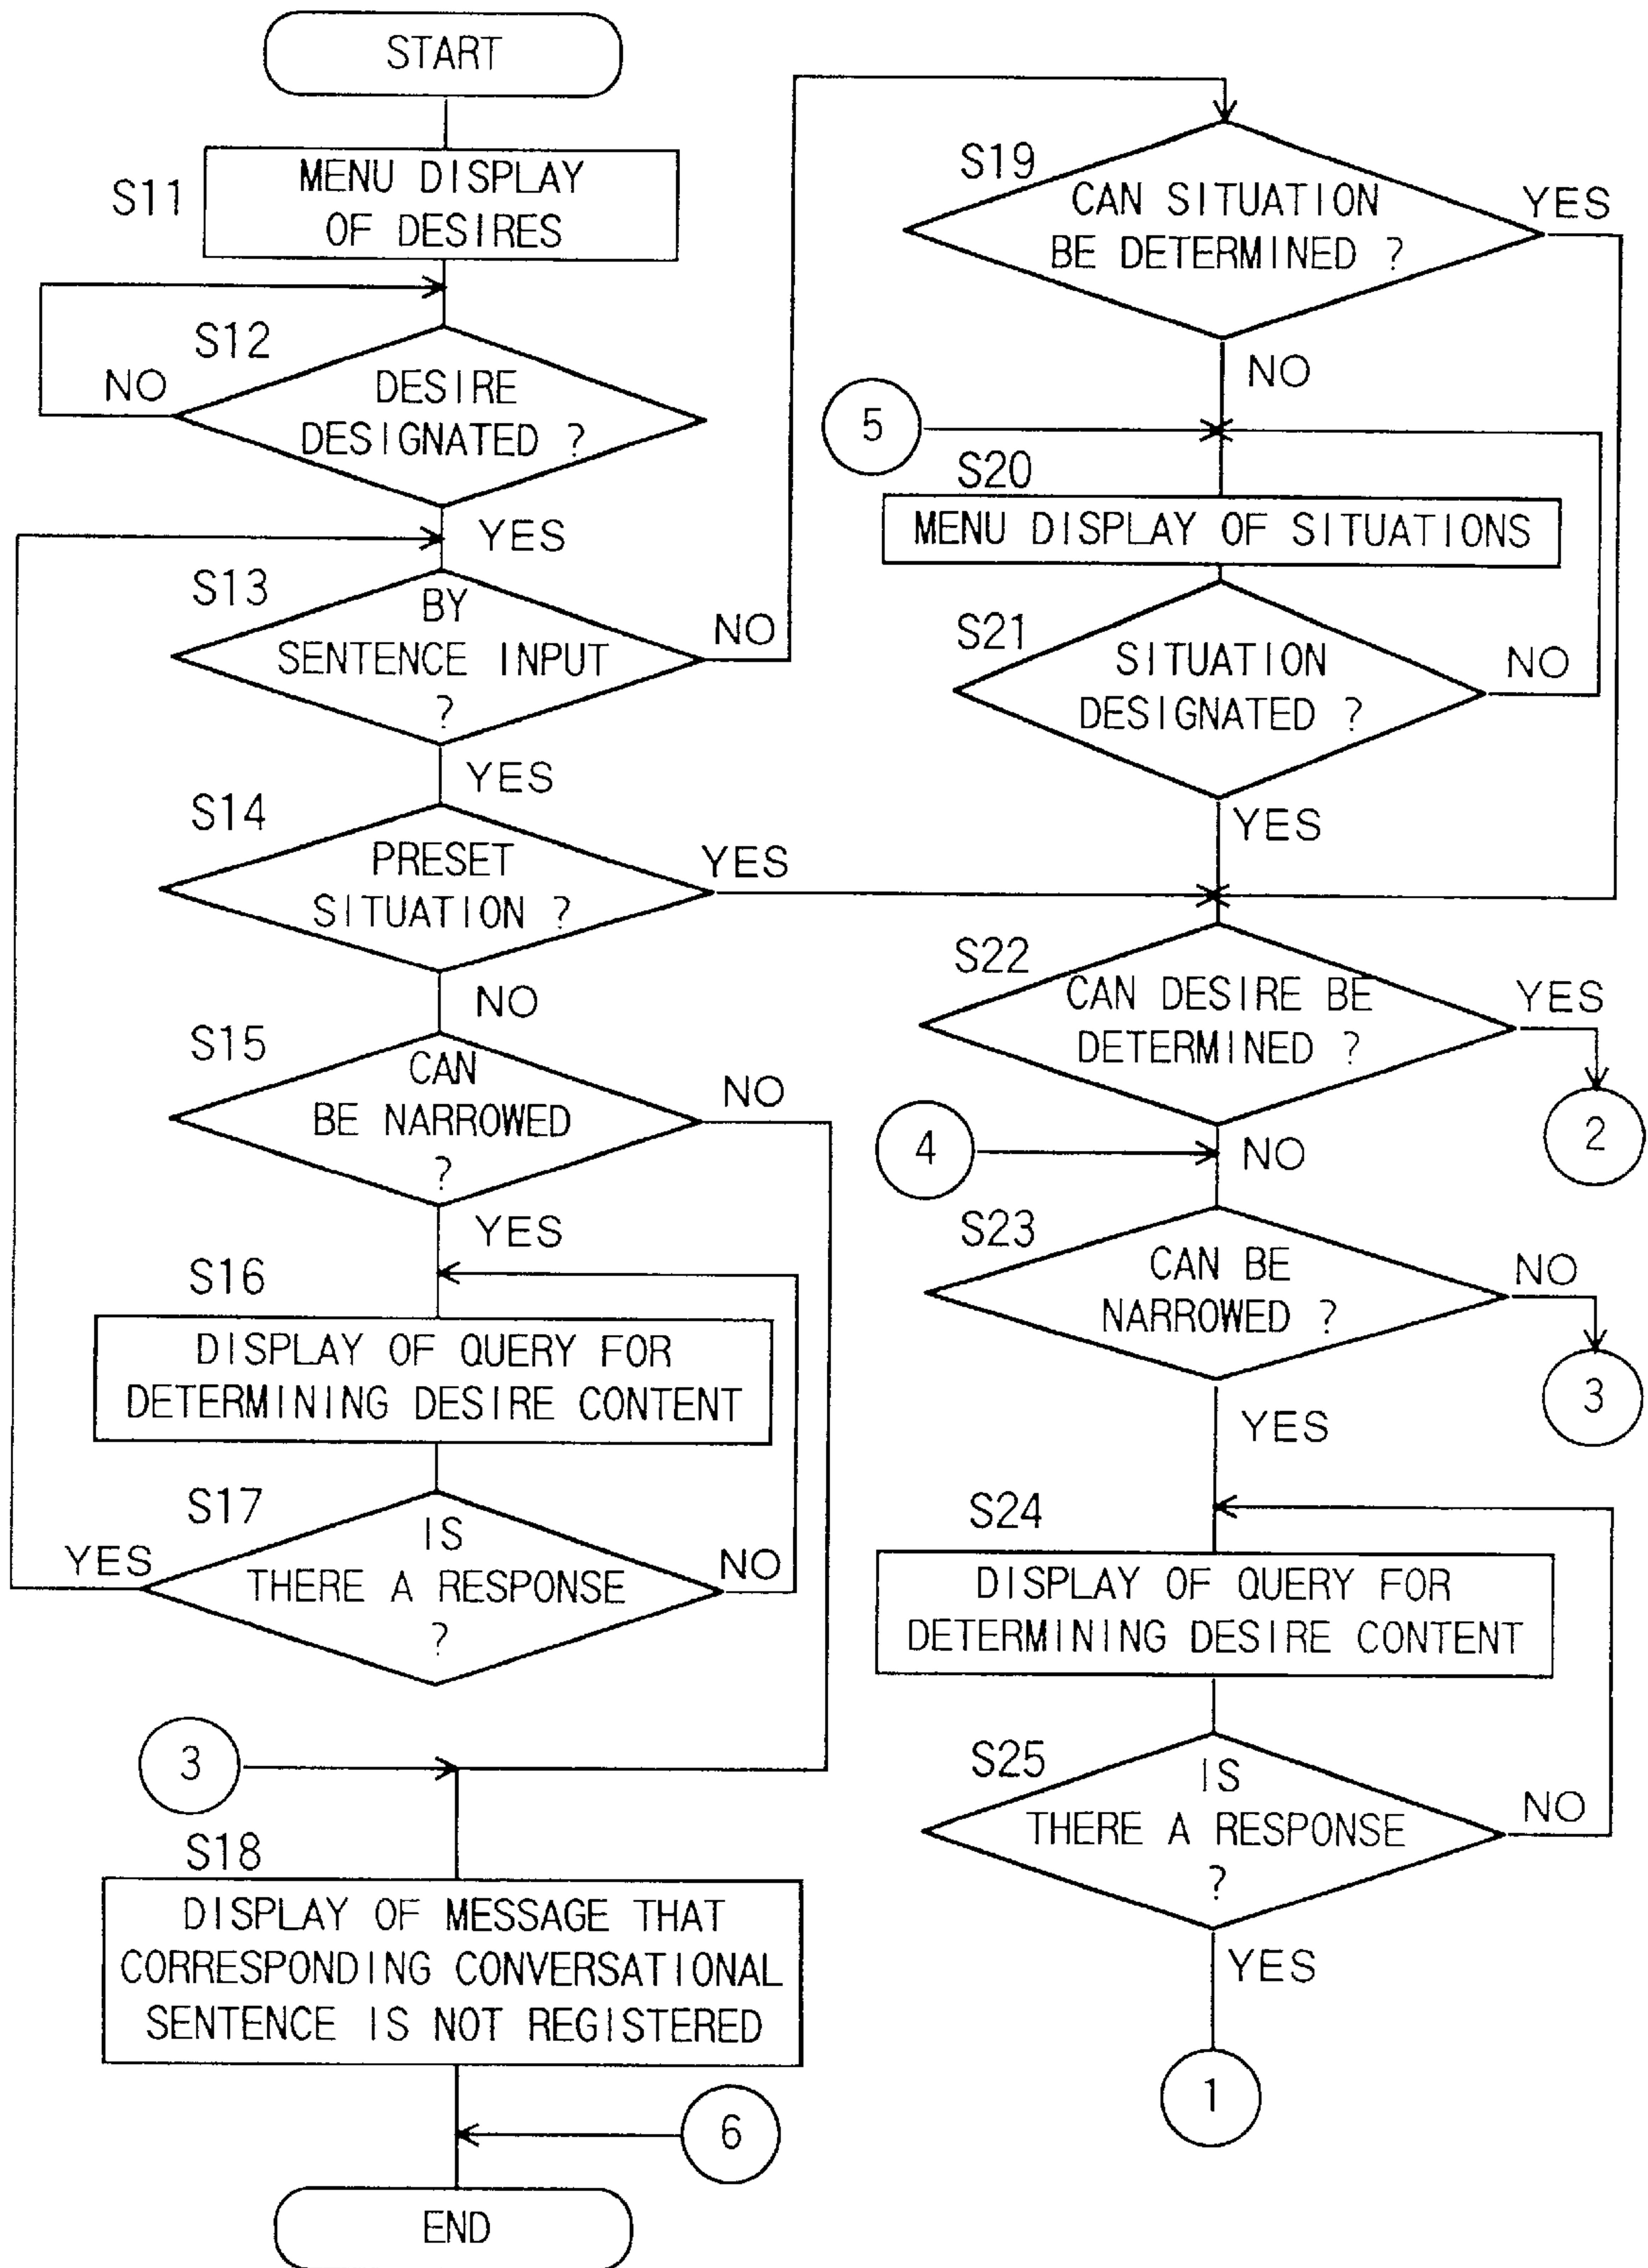 START
S11
MENU DISPLAY
OF DESIRES
S12
NO
DESIRE
DESIGNATED ?
YES
S13
BY
SENTENCE INPUT
?
NO
YES
S14
PRESET
SITUATION ?
YES
NO
S15
CAN
BE NARROWED
?
NO
YES
S16
DISPLAY OF QUERY FOR
DETERMINING DESIRE CONTENT
S17
YES
IS
THERE A RESPONSE
?
NO
3
S18
DISPLAY OF MESSAGE THAT
CORRESPONDING CONVERSATIONAL
SENTENCE IS NOT REGISTERED
6
END
S19
CAN SITUATION
BE DETERMINED ?
YES
NO
5
S20
MENU DISPLAY OF SITUATIONS
S21
SITUATION
DESIGNATED ?
NO
YES
S22
CAN DESIRE BE
DETERMINED ?
YES
2
4
NO
S23
CAN BE
NARROWED ?
NO
3
YES
S24
DISPLAY OF QUERY FOR
DETERMINING DESIRE CONTENT
S25
IS
THERE A RESPONSE
?
NO
YES
1